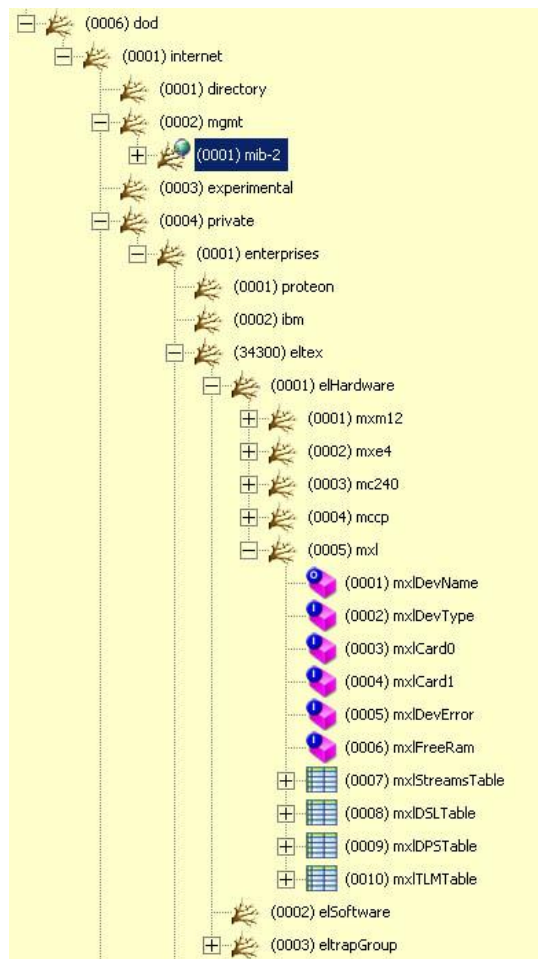 (0006) dod
(0001) internet
(0001) directory
(0002) mgmt
(0001) mib-2
(0003) experimental
(0004) private
(0001) enterprises
(0001) proteon
(0002) ibm
(34300) eltex
(0001) elHardware
(0001) mxm12
(0002) mxe4
(0003) mc240
(0004) mccp
(0005) mxl
(0001) mxlDevName
(0002) mxlDevType
(0003) mxlCard0
(0004) mxlCard1
(0005) mxlDevError
(0006) mxlFreeRam
(0007) mxlStreamsTable
(0008) mxlDSLTable
(0009) mxlDPSTable
(0010) mxlTLMTable
(0002) elSoftware
(0003) eltrapGroup